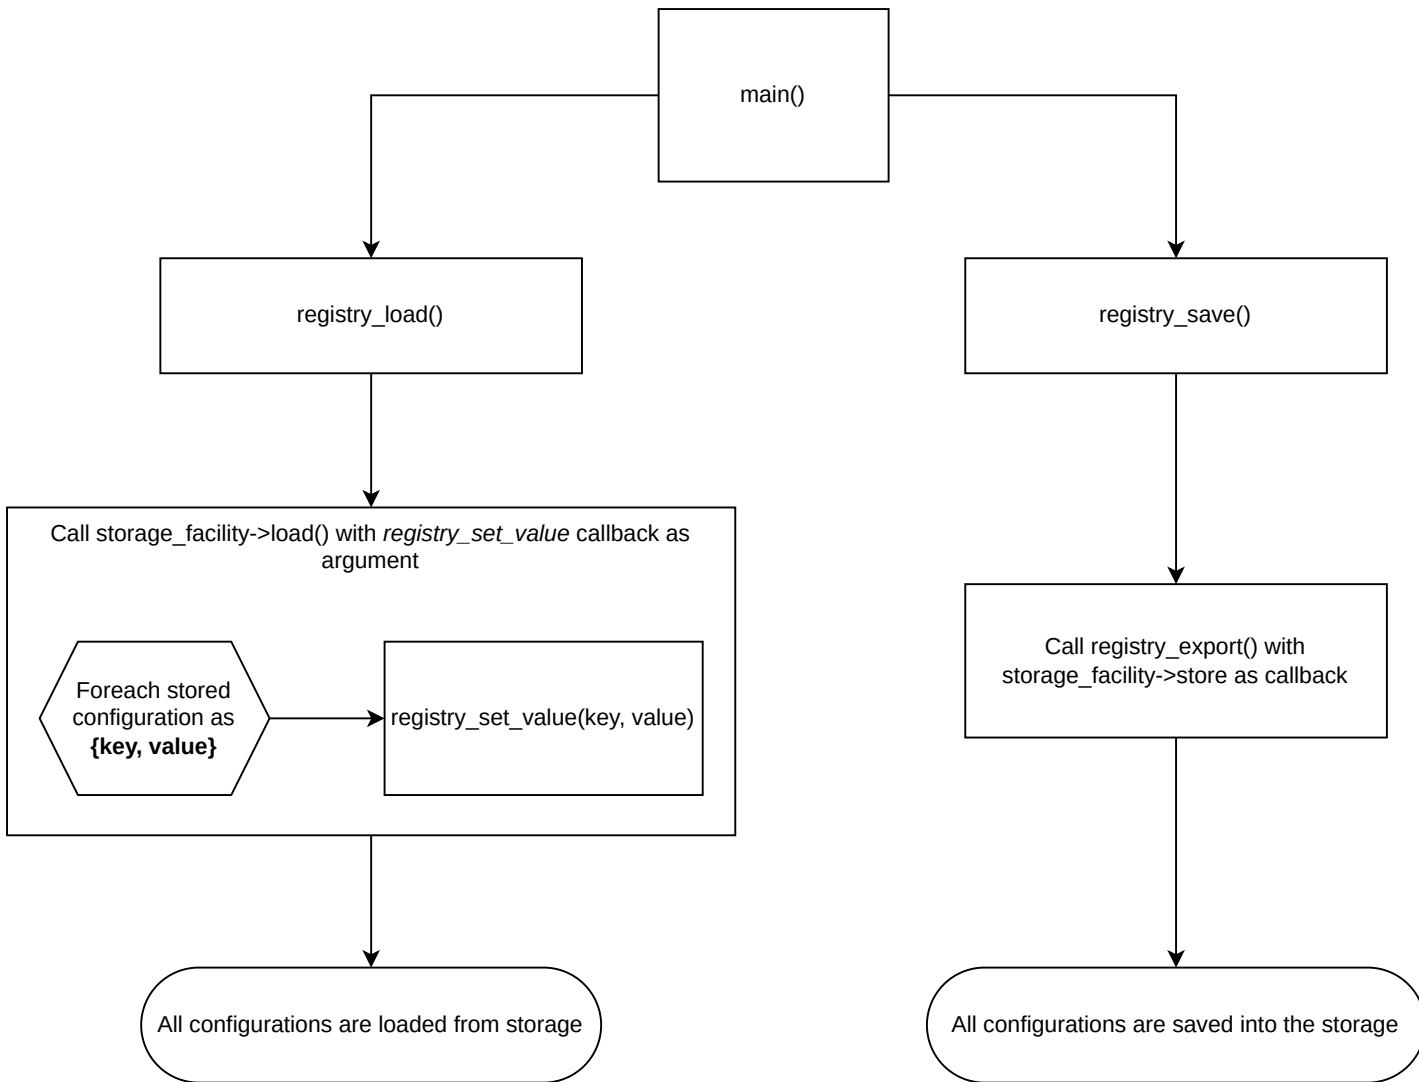 main()
registry_load()
registry_save()
Call storage_facility->load() with registry_set_value callback as
argument
Foreach stored
configuration as
{key, value}
registry_set_value(key, value)
Call registry_export() with
storage_facility->store as callback
All configurations are loaded from storage
All configurations are saved into the storage